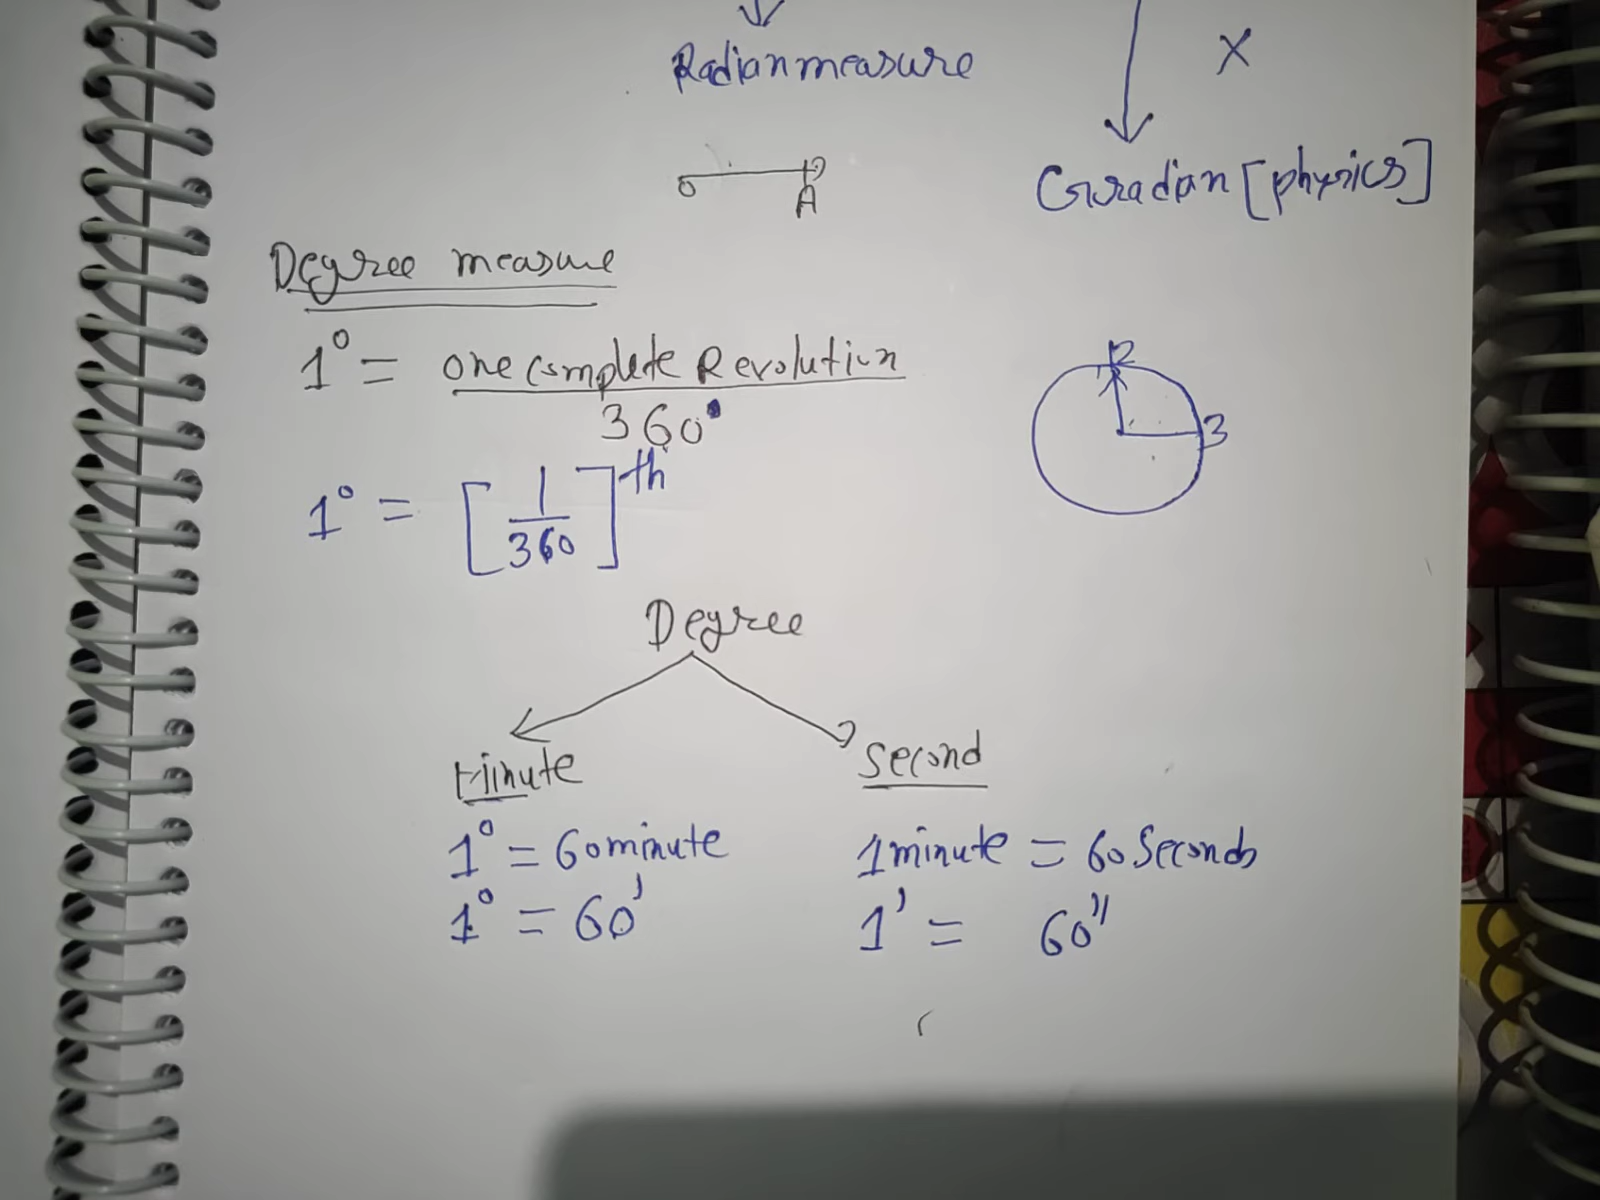 Radian measure
X
Gradian [physics]
O A
Degree measure
1° = one complete Revolution
360°
12
3
1° = [1/360]th
Degree
Minute
Second
1° = 60 minute
1 minute = 60 Seconds
1° = 60'
1' = 60"